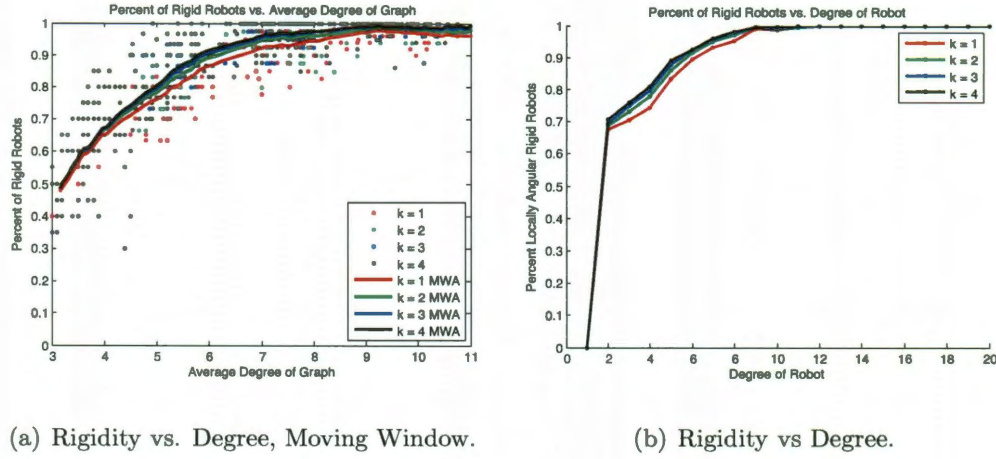 Percent of Rigid Robots vs. Average Degree of Graph
Percent of Rigid Robots
1
0.9
0.8
0.7
0.6
0.5
0.4
0.3
0.2
0.1
0
3 4 5 6 7 8 9 10 11
Average Degree of Graph
k = 1
k = 2
k = 3
k = 4
k = 1 MWA
k = 2 MWA
k = 3 MWA
k = 4 MWA
(a) Rigidity vs. Degree, Moving Window.
Percent of Rigid Robots vs. Degree of Robot
Percent Locally Angular Rigid Robots
1
0.9
0.8
0.7
0.6
0.5
0.4
0.3
0.2
0.1
0
0 2 4 6 8 10 12 14 16 18 20
Degree of Robot
k = 1
k = 2
k = 3
k = 4
(b) Rigidity vs Degree.